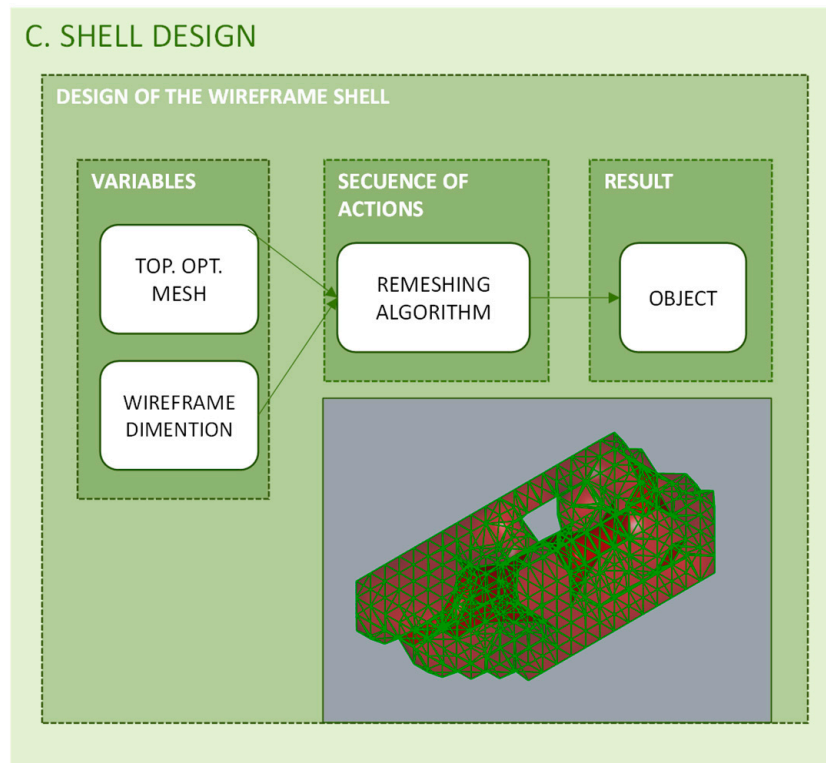 C. SHELL DESIGN
DESIGN OF THE WIREFRAME SHELL
VARIABLES
TOP. OPT.
MESH
WIREFRAME
DIMENTION
SECUENCE OF
ACTIONS
REMESHING
ALGORITHM
RESULT
OBJECT